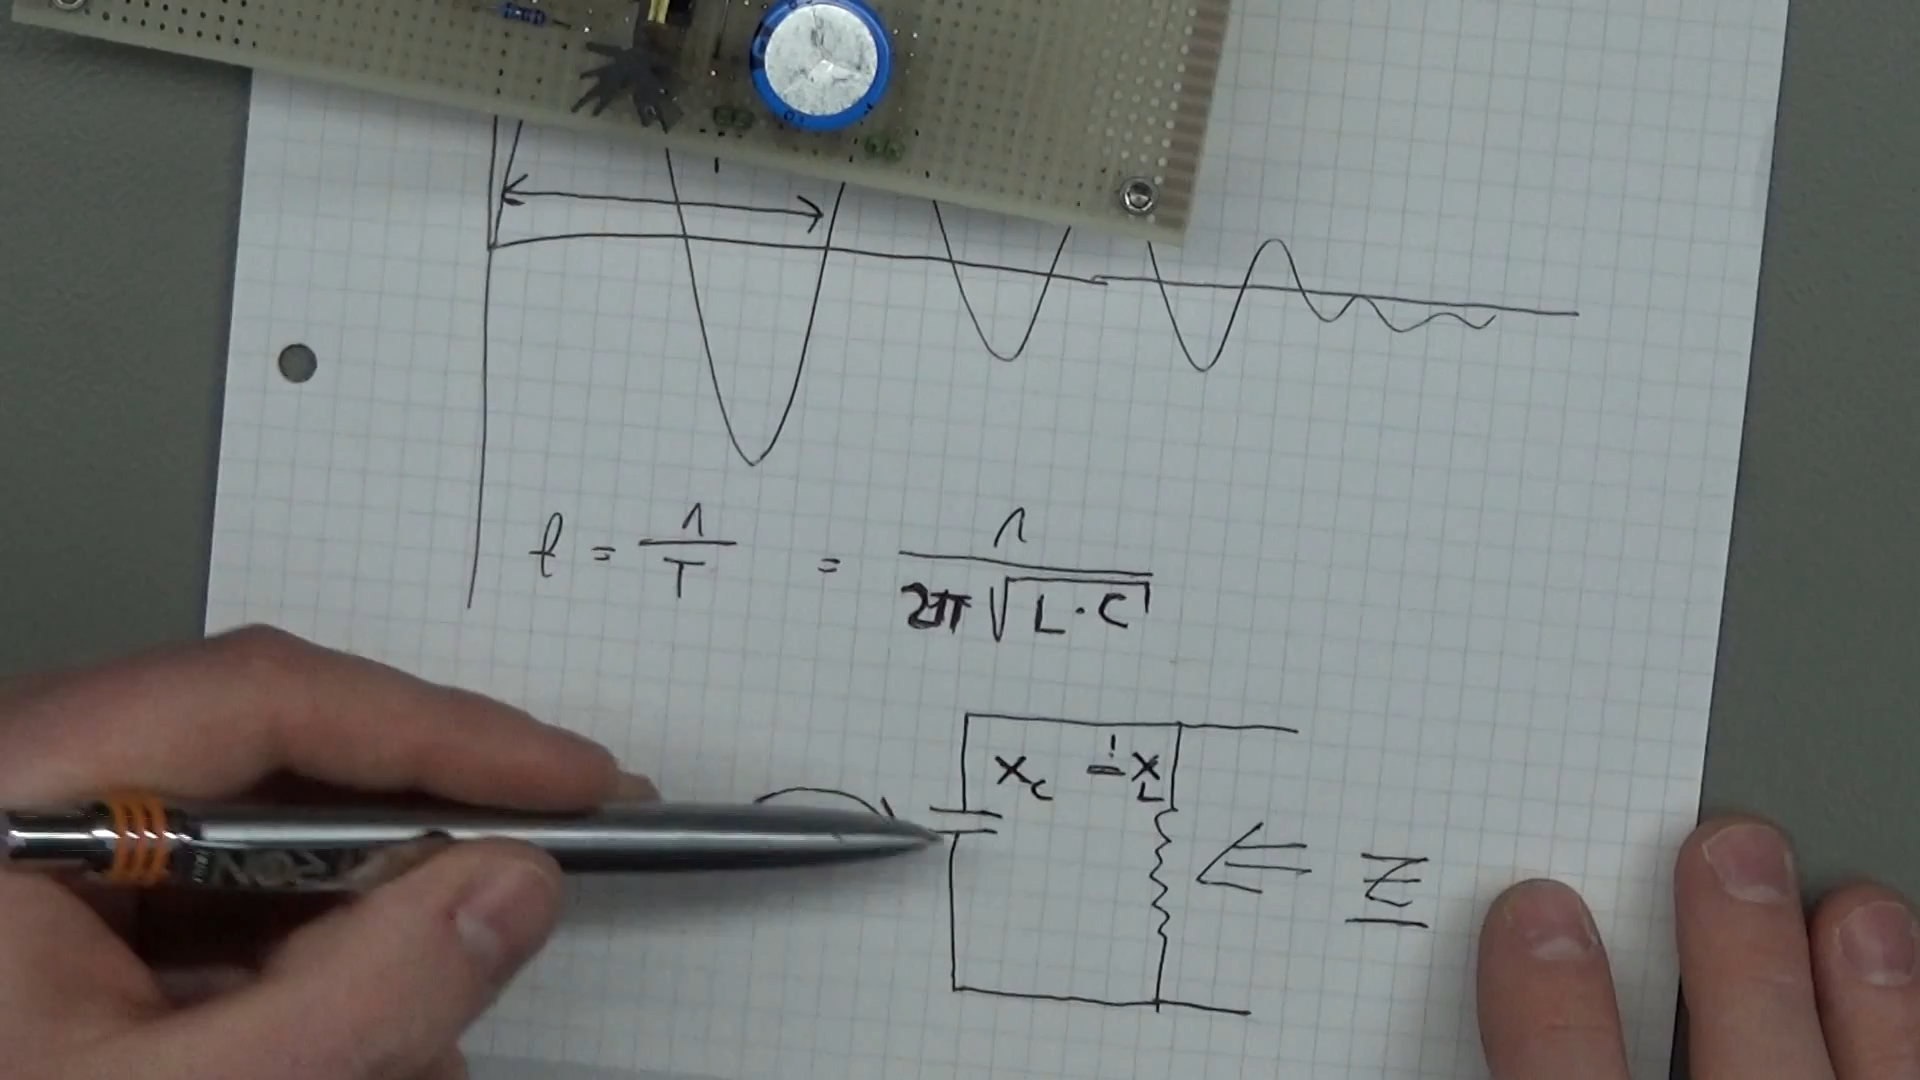 f = 1/T = 1/(2π√(L·C))
X_C =! X_L
Z